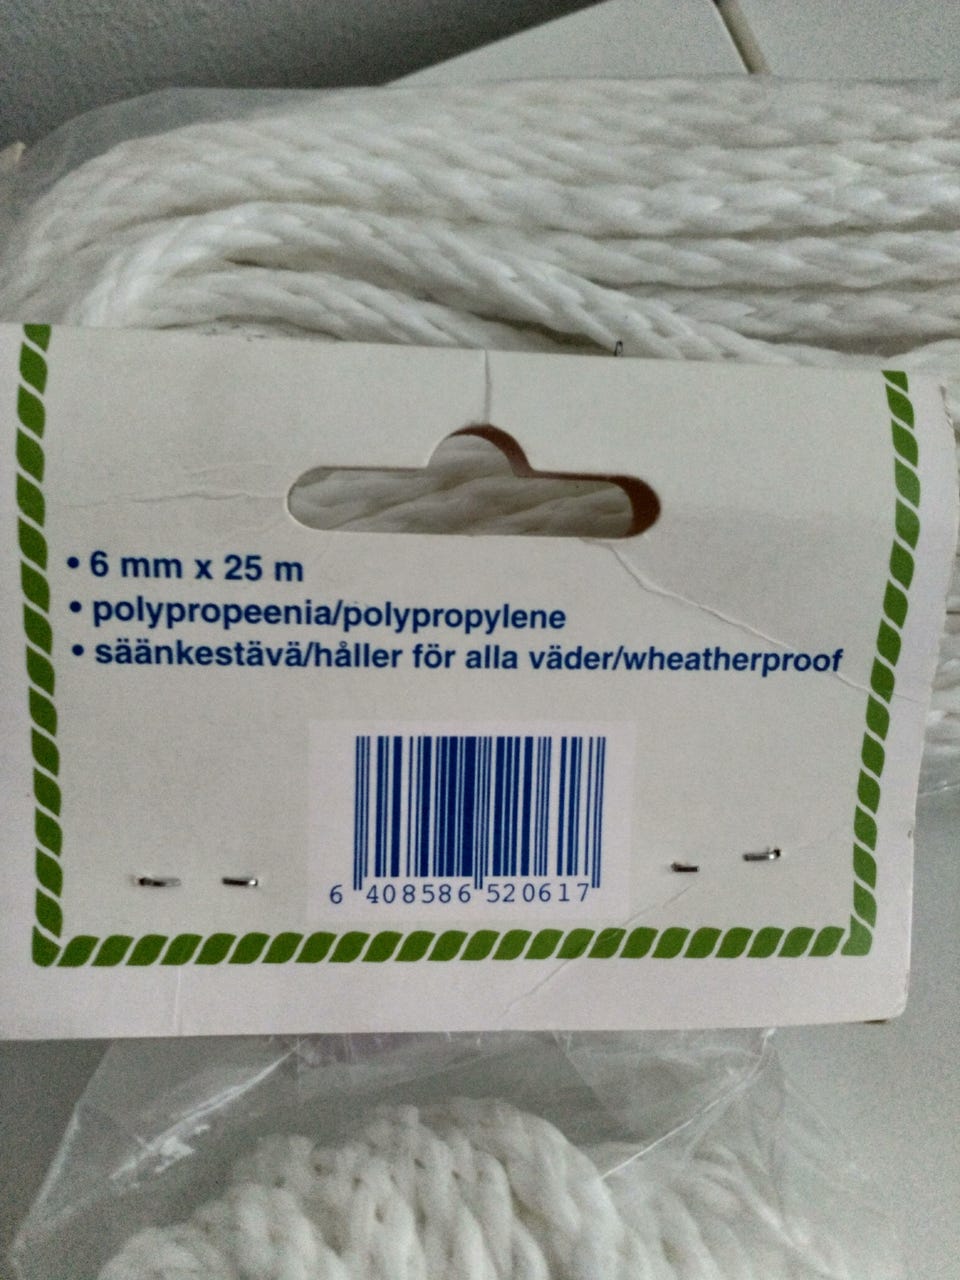 • 6 mm x 25 m
• polypropeenia/polypropylene
• säänkestävä/håller för alla väder/wheatherproof
6 408586 520617